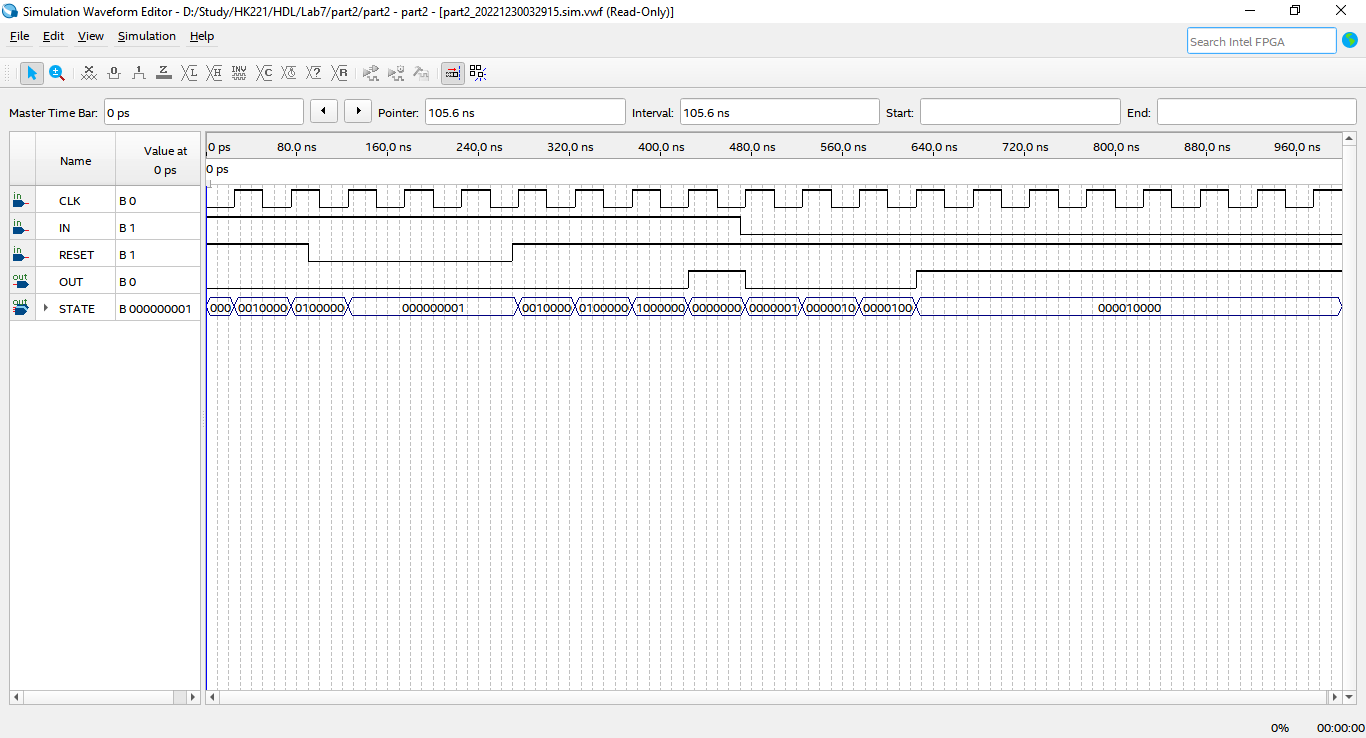 Simulation Waveform Editor - D:/Study/HK221/HDL/Lab7/part2/part2 - part2 - [part2_20221230032915.sim.vwf (Read-Only)]
File Edit View Simulation Help
Search Intel FPGA
Master Time Bar: 0 ps Pointer: 105.6 ns Interval: 105.6 ns Start: End:
Name Value at 0 ps
0 ps 80.0 ns 160.0 ns 240.0 ns 320.0 ns 400.0 ns 480.0 ns 560.0 ns 640.0 ns 720.0 ns 800.0 ns 880.0 ns 960.0 ns
0 ps
in CLK B 0
in IN B 1
in RESET B 1
out OUT B 0
out STATE B 000000001 000 0010000 0100000 000000001 0010000 0100000 1000000 0000000 0000001 0000010 0000100 000010000
0% 00:00:00